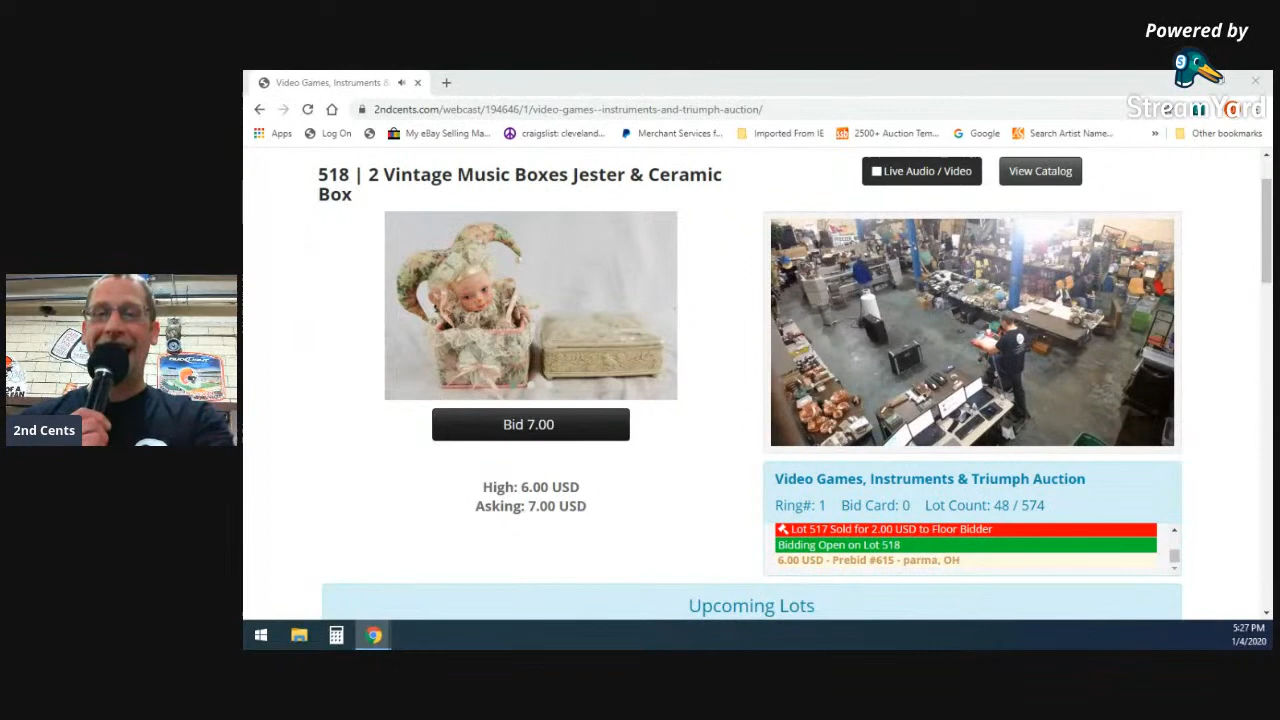 Powered by
StreamYard
Video Games, Instruments &
2ndcents.com/webcast/194646/1/video-games--instruments-and-triumph-auction/
Apps
Log On
My eBay Selling Ma...
craigslist: cleveland...
Merchant Services f...
Imported From IE
2500+ Auction Tem...
Google
Search Artist Name...
»
Other bookmarks
518 | 2 Vintage Music Boxes Jester & Ceramic
Box
Live Audio / Video
View Catalog
Bid 7.00
High: 6.00 USD
Asking: 7.00 USD
2nd Cents
Video Games, Instruments & Triumph Auction
Ring#: 1 Bid Card: 0 Lot Count: 48 / 574
Lot 517 Sold for 2.00 USD to Floor Bidder
Bidding Open on Lot 518
6.00 USD - Prebid #615 - parma, OH
Upcoming Lots
5:27 PM
1/4/2020